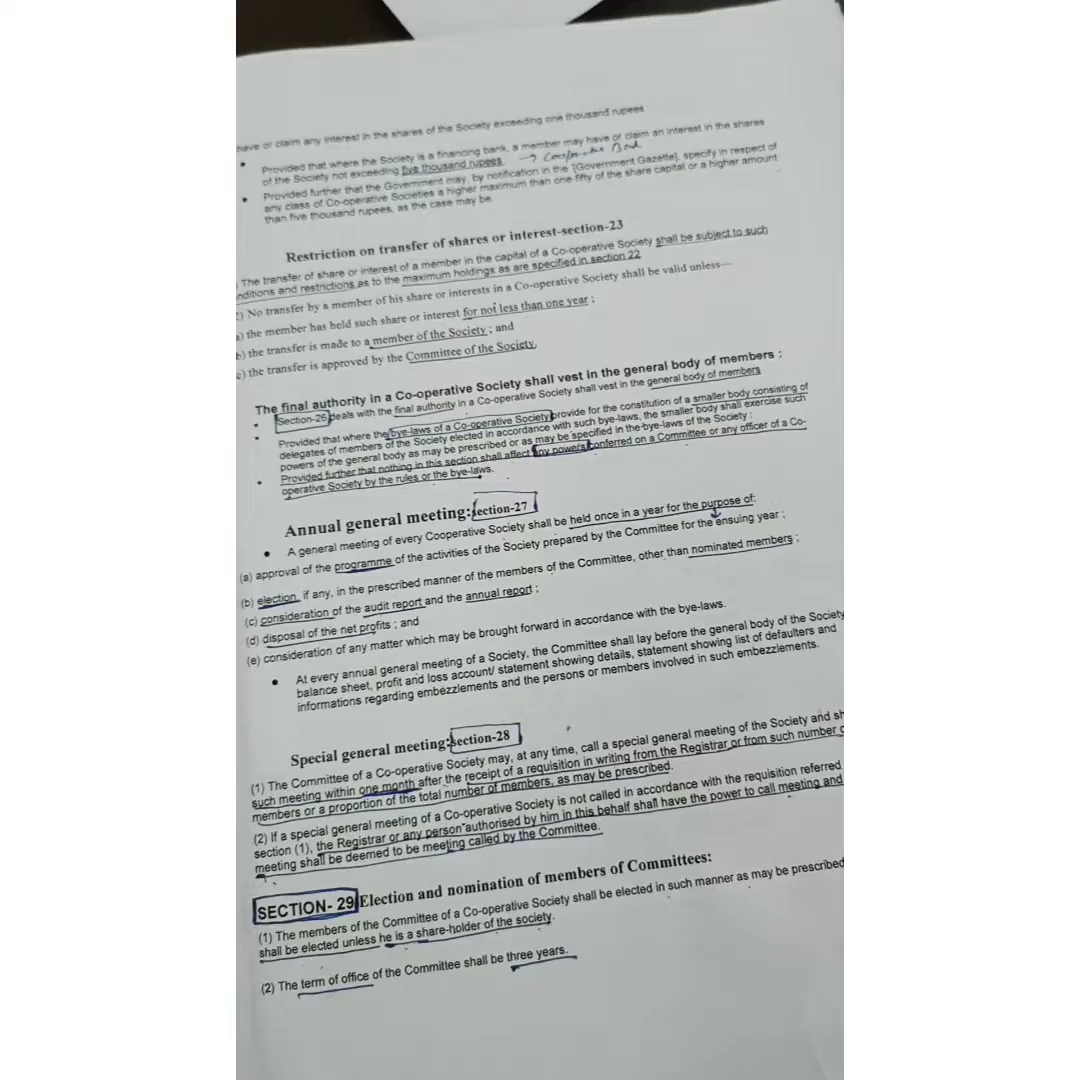 have or claim any interest in the shares of the Society exceeding one thousand rupees
• Provided that where the Society is a financing bank, a member may have or claim an interest in the shares
of the Society not exceeding five thousand rupees → Bank
• Provided further that the Government may, by notification in the [Government Gazette], specify in respect of
any class of Co-operative Societies a higher maximum than one-fifty of the share capital or a higher amount
than five thousand rupees, as the case may be
Restriction on transfer of shares or interest-section-23
The transfer of share or interest of a member in the capital of a Co-operative Society shall be subject to such
nditions and restrictions as to the maximum holdings as are specified in section 22
2) No transfer by a member of his share or interests in a Co-operative Society shall be valid unless—
a) the member has held such share or interest for not less than one year ;
b) the transfer is made to a member of the Society ; and
c) the transfer is approved by the Committee of the Society.
The final authority in a Co-operative Society shall vest in the general body of members :
• Section-26 deals with the final authority in a Co-operative Society shall vest in the general body of members
• Provided that where the bye-laws of a Co-operative Society provide for the constitution of a smaller body consisting of
delegates of members of the Society elected in accordance with such bye-laws, the smaller body shall exercise such
powers of the general body as may be prescribed or as may be specified in the bye-laws of the Society :
• Provided further that nothing in this section shall affect any powers conferred on a Committee or any officer of a Co-
operative Society by the rules or the bye-laws.
Annual general meeting:section-27
• A general meeting of every Cooperative Society shall be held once in a year for the purpose of:
(a) approval of the programme of the activities of the Society prepared by the Committee for the ensuing year ;
(b) election, if any, in the prescribed manner of the members of the Committee, other than nominated members ;
(c) consideration of the audit report and the annual report ;
(d) disposal of the net profits ; and
(e) consideration of any matter which may be brought forward in accordance with the bye-laws.
• At every annual general meeting of a Society, the Committee shall lay before the general body of the Society
balance sheet, profit and loss account/ statement showing details, statement showing list of defaulters and
informations regarding embezzlements and the persons or members involved in such embezzlements.
Special general meeting:section-28
(1) The Committee of a Co-operative Society may, at any time, call a special general meeting of the Society and sh
such meeting within one month after the receipt of a requisition in writing from the Registrar or from such number o
members or a proportion of the total number of members, as may be prescribed.
(2) If a special general meeting of a Co-operative Society is not called in accordance with the requisition referred
section (1), the Registrar or any person authorised by him in this behalf shall have the power to call meeting and
meeting shall be deemed to be meeting called by the Committee.
SECTION- 29 Election and nomination of members of Committees:
(1) The members of the Committee of a Co-operative Society shall be elected in such manner as may be prescribed
shall be elected unless he is a share-holder of the society.
(2) The term of office of the Committee shall be three years.